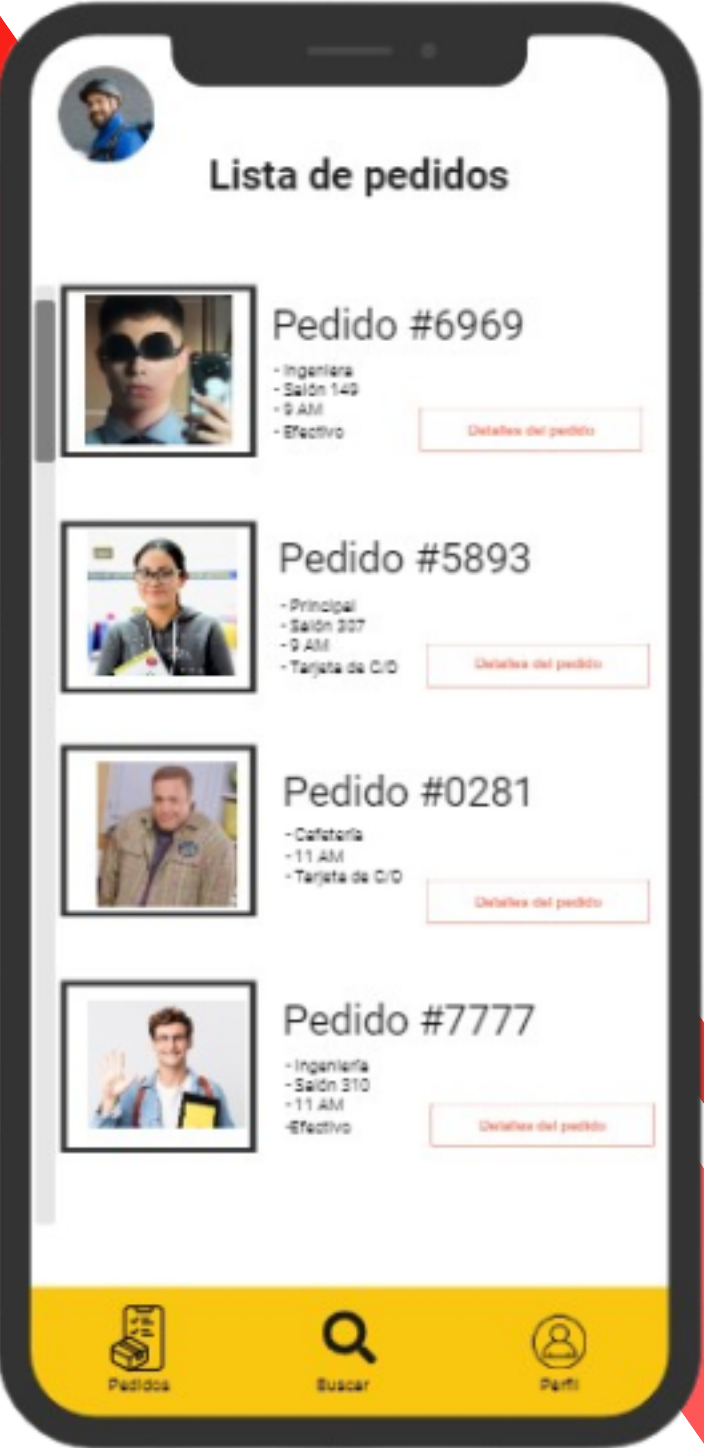 Lista de pedidos
Pedido #6969
- Ingeniera
- Salón 149
- 9 AM
- Efectivo
Detalles del pedido
Pedido #5893
- Principal
- Salón 307
- 9 AM
- Tarjeta de C/D
Detalles del pedido
Pedido #0281
- Cafetería
- 11 AM
- Tarjeta de C/D
Detalles del pedido
Pedido #7777
- Ingeniería
- Salón 310
- 11 AM
-Efectivo
Detalles del pedido
Pedidos
Buscar
Perfil